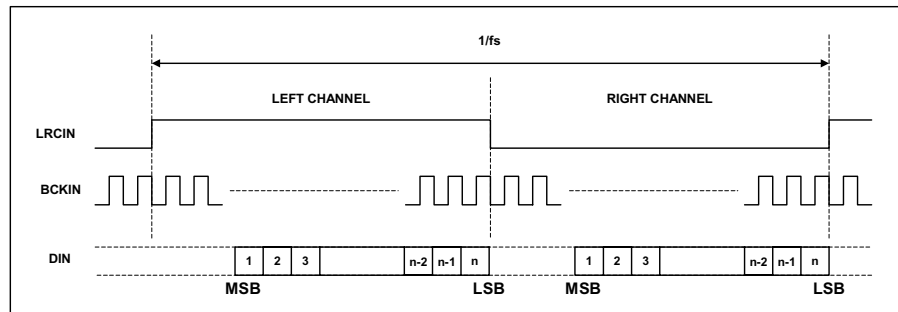 1/fs
LEFT CHANNEL RIGHT CHANNEL
LRCIN
BCKIN
DIN 1 2 3 n-2 n-1 n 1 2 3 n-2 n-1 n
MSB LSB MSB LSB